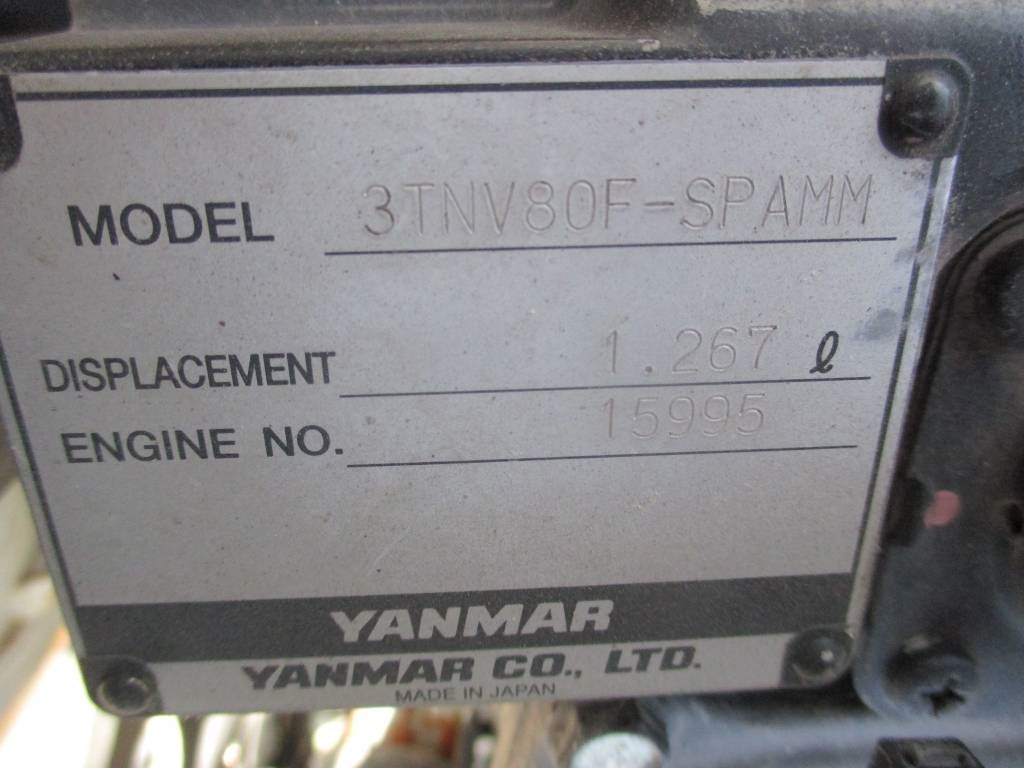 MODEL 3TNV80F-SPAMM
DISPLACEMENT 1.267 ℓ
ENGINE NO. 15995
YANMAR
YANMAR CO., LTD.
MADE IN JAPAN